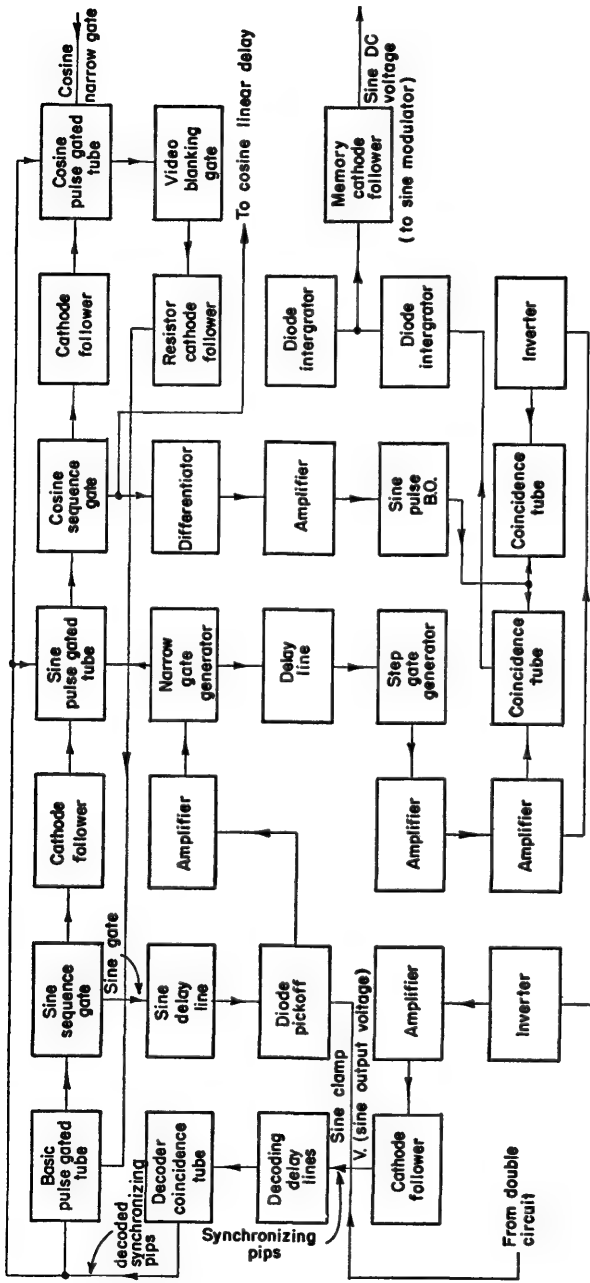 Basic
pulse gated
tube
Sine
sequence
gate
Cathode
follower
Sine
pulse gated
tube
Cosine
sequence
gate
Cathode
follower
Cosine
pulse gated
tube
Cosine
narrow gate
decoded
synchronizing
pips
Sine gate
Decoder
coincidence
tube
Sine
delay
line
Amplifier
Narrow
gate
generator
Differentiator
Resistor
cathode
follower
Video
blanking
gate
To cosine linear delay
Synchronizing
pips
Decoding
delay
lines
Sine clamp
V. (sine output voltage)
Diode
pickoff
Delay
line
Amplifier
Diode
intergrator
Memory
cathode
follower
Sine DC
voltage
(to sine modulator)
Cathode
follower
Amplifier
Amplifier
Step
gate
generator
Sine
pulse
B.O.
Diode
intergrator
From double
circuit
Inverter
Amplifier
Coincidence
tube
Coincidence
tube
Inverter